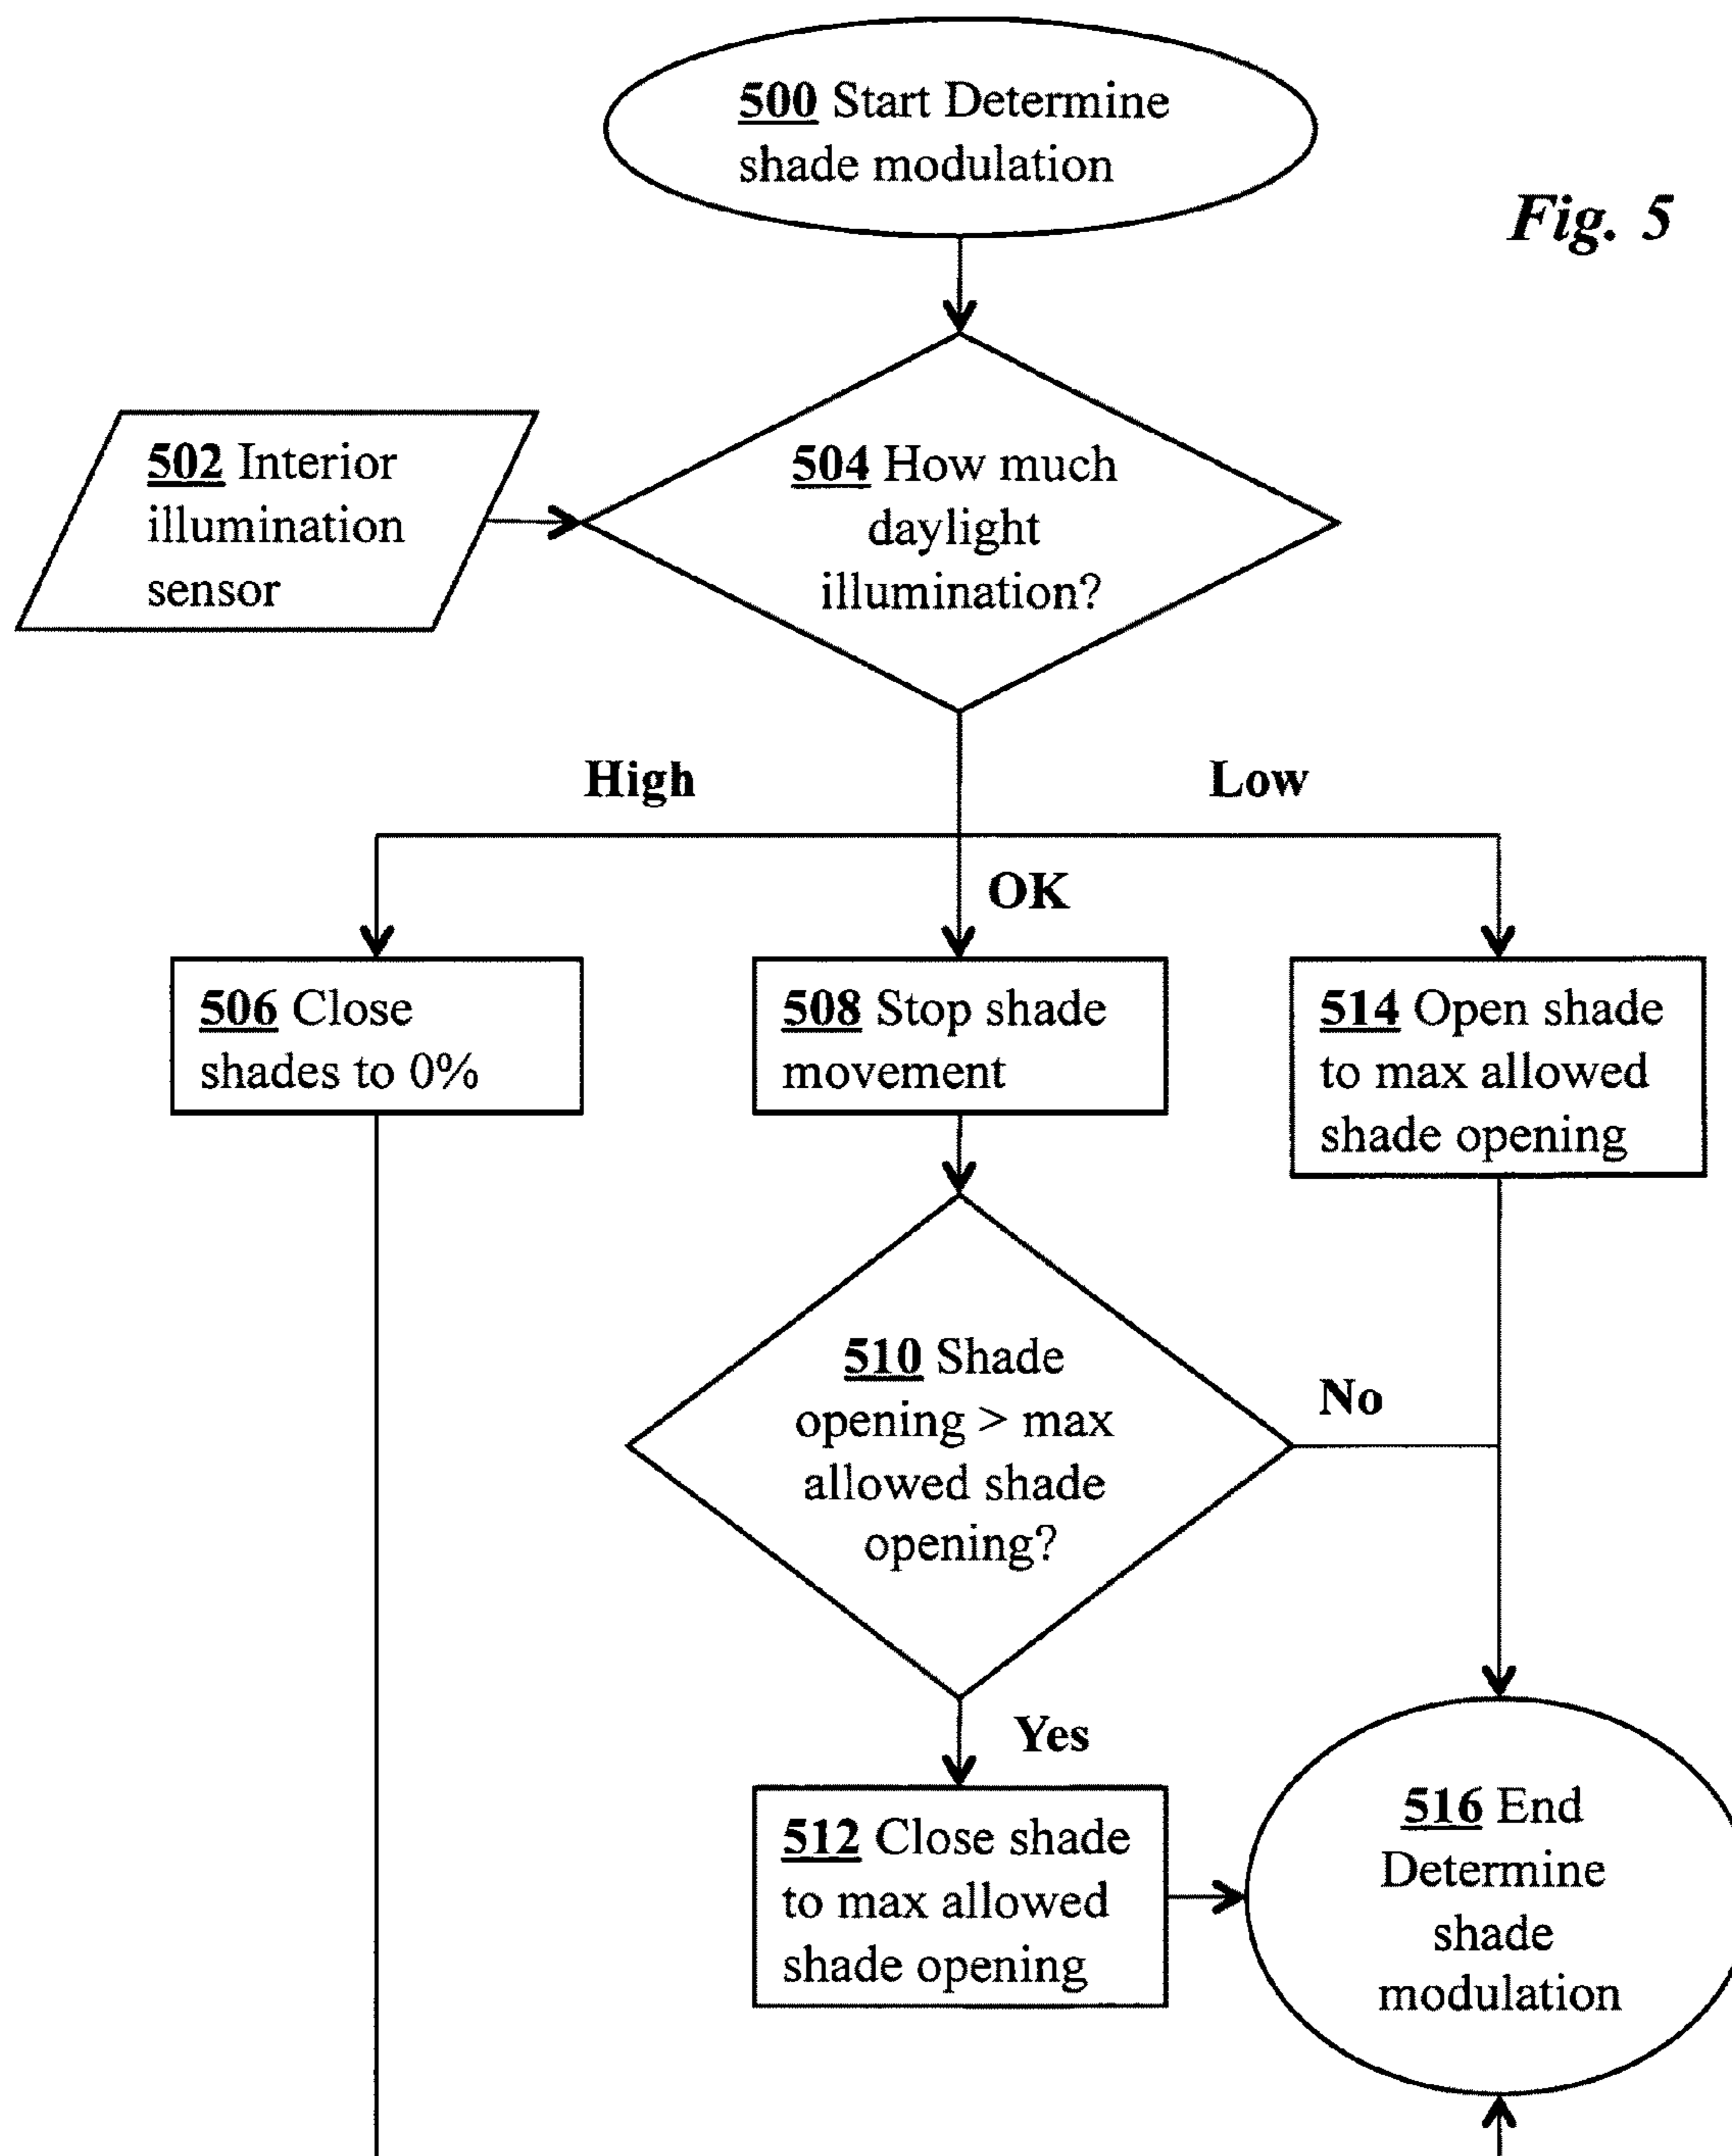 500 Start Determine
shade modulation
Fig. 5
502 Interior
illumination
sensor
504 How much
daylight
illumination?
High
Low
OK
506 Close
shades to 0%
508 Stop shade
movement
514 Open shade
to max allowed
shade opening
510 Shade
opening > max
allowed shade
opening?
No
Yes
512 Close shade
to max allowed
shade opening
516 End
Determine
shade
modulation